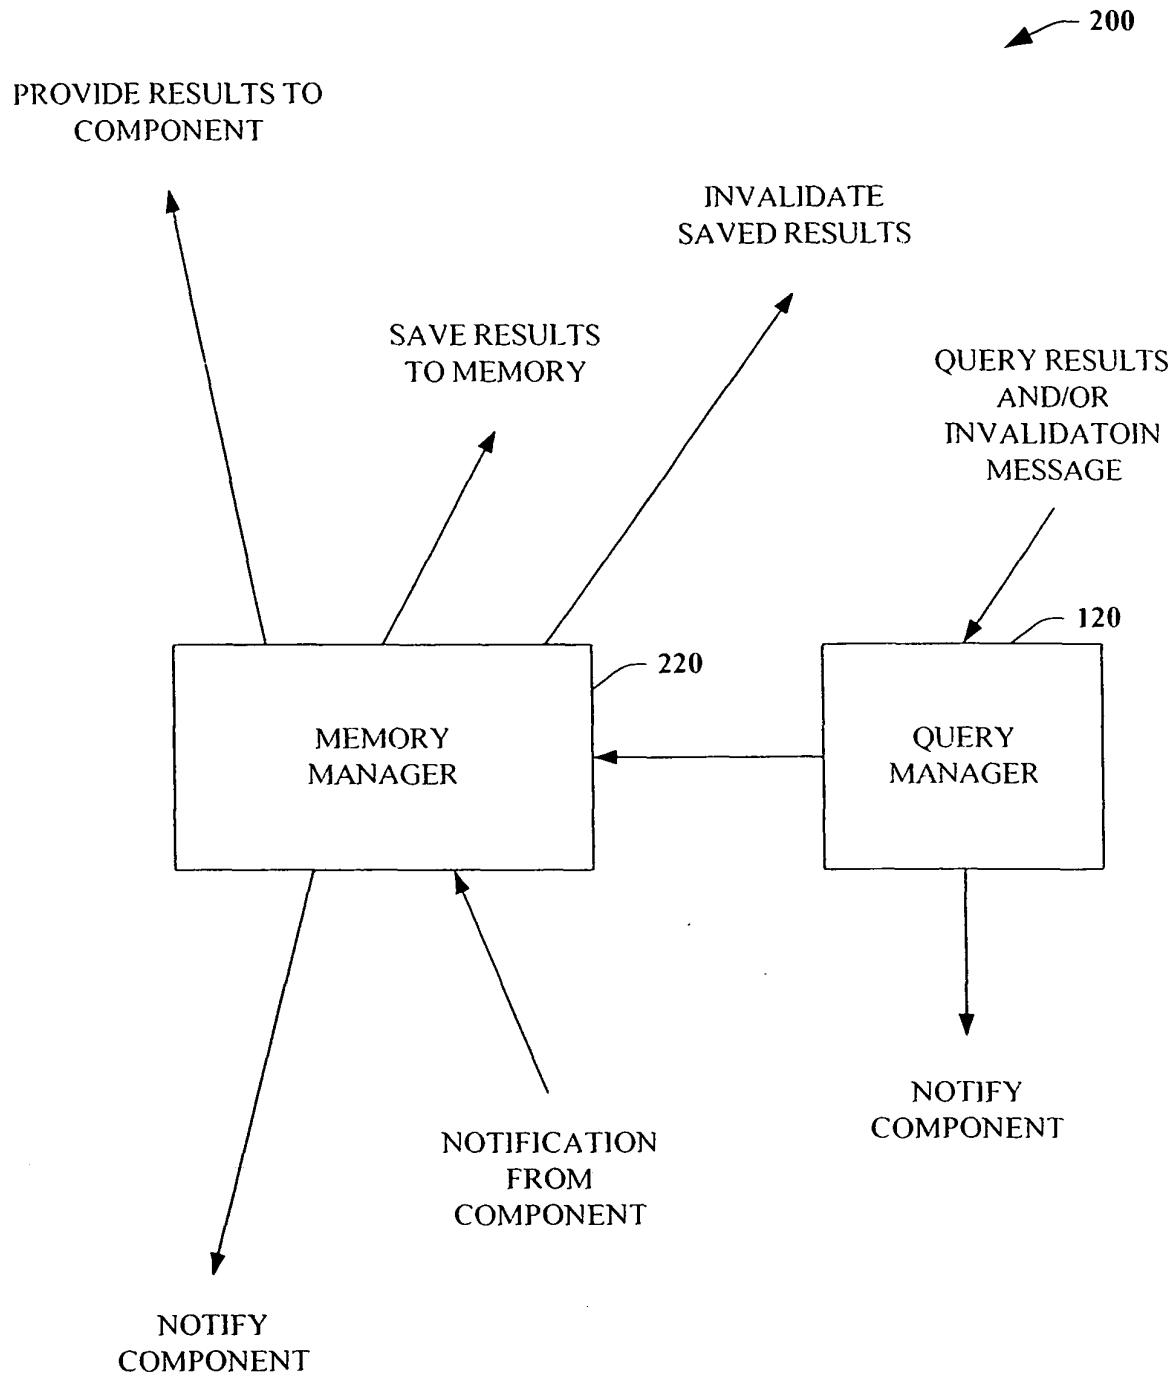 200
PROVIDE RESULTS TO
COMPONENT
INVALIDATE
SAVED RESULTS
SAVE RESULTS
TO MEMORY
QUERY RESULTS
AND/OR
INVALIDATOIN
MESSAGE
120
220
MEMORY
MANAGER
QUERY
MANAGER
NOTIFY
COMPONENT
NOTIFICATION
FROM
COMPONENT
NOTIFY
COMPONENT